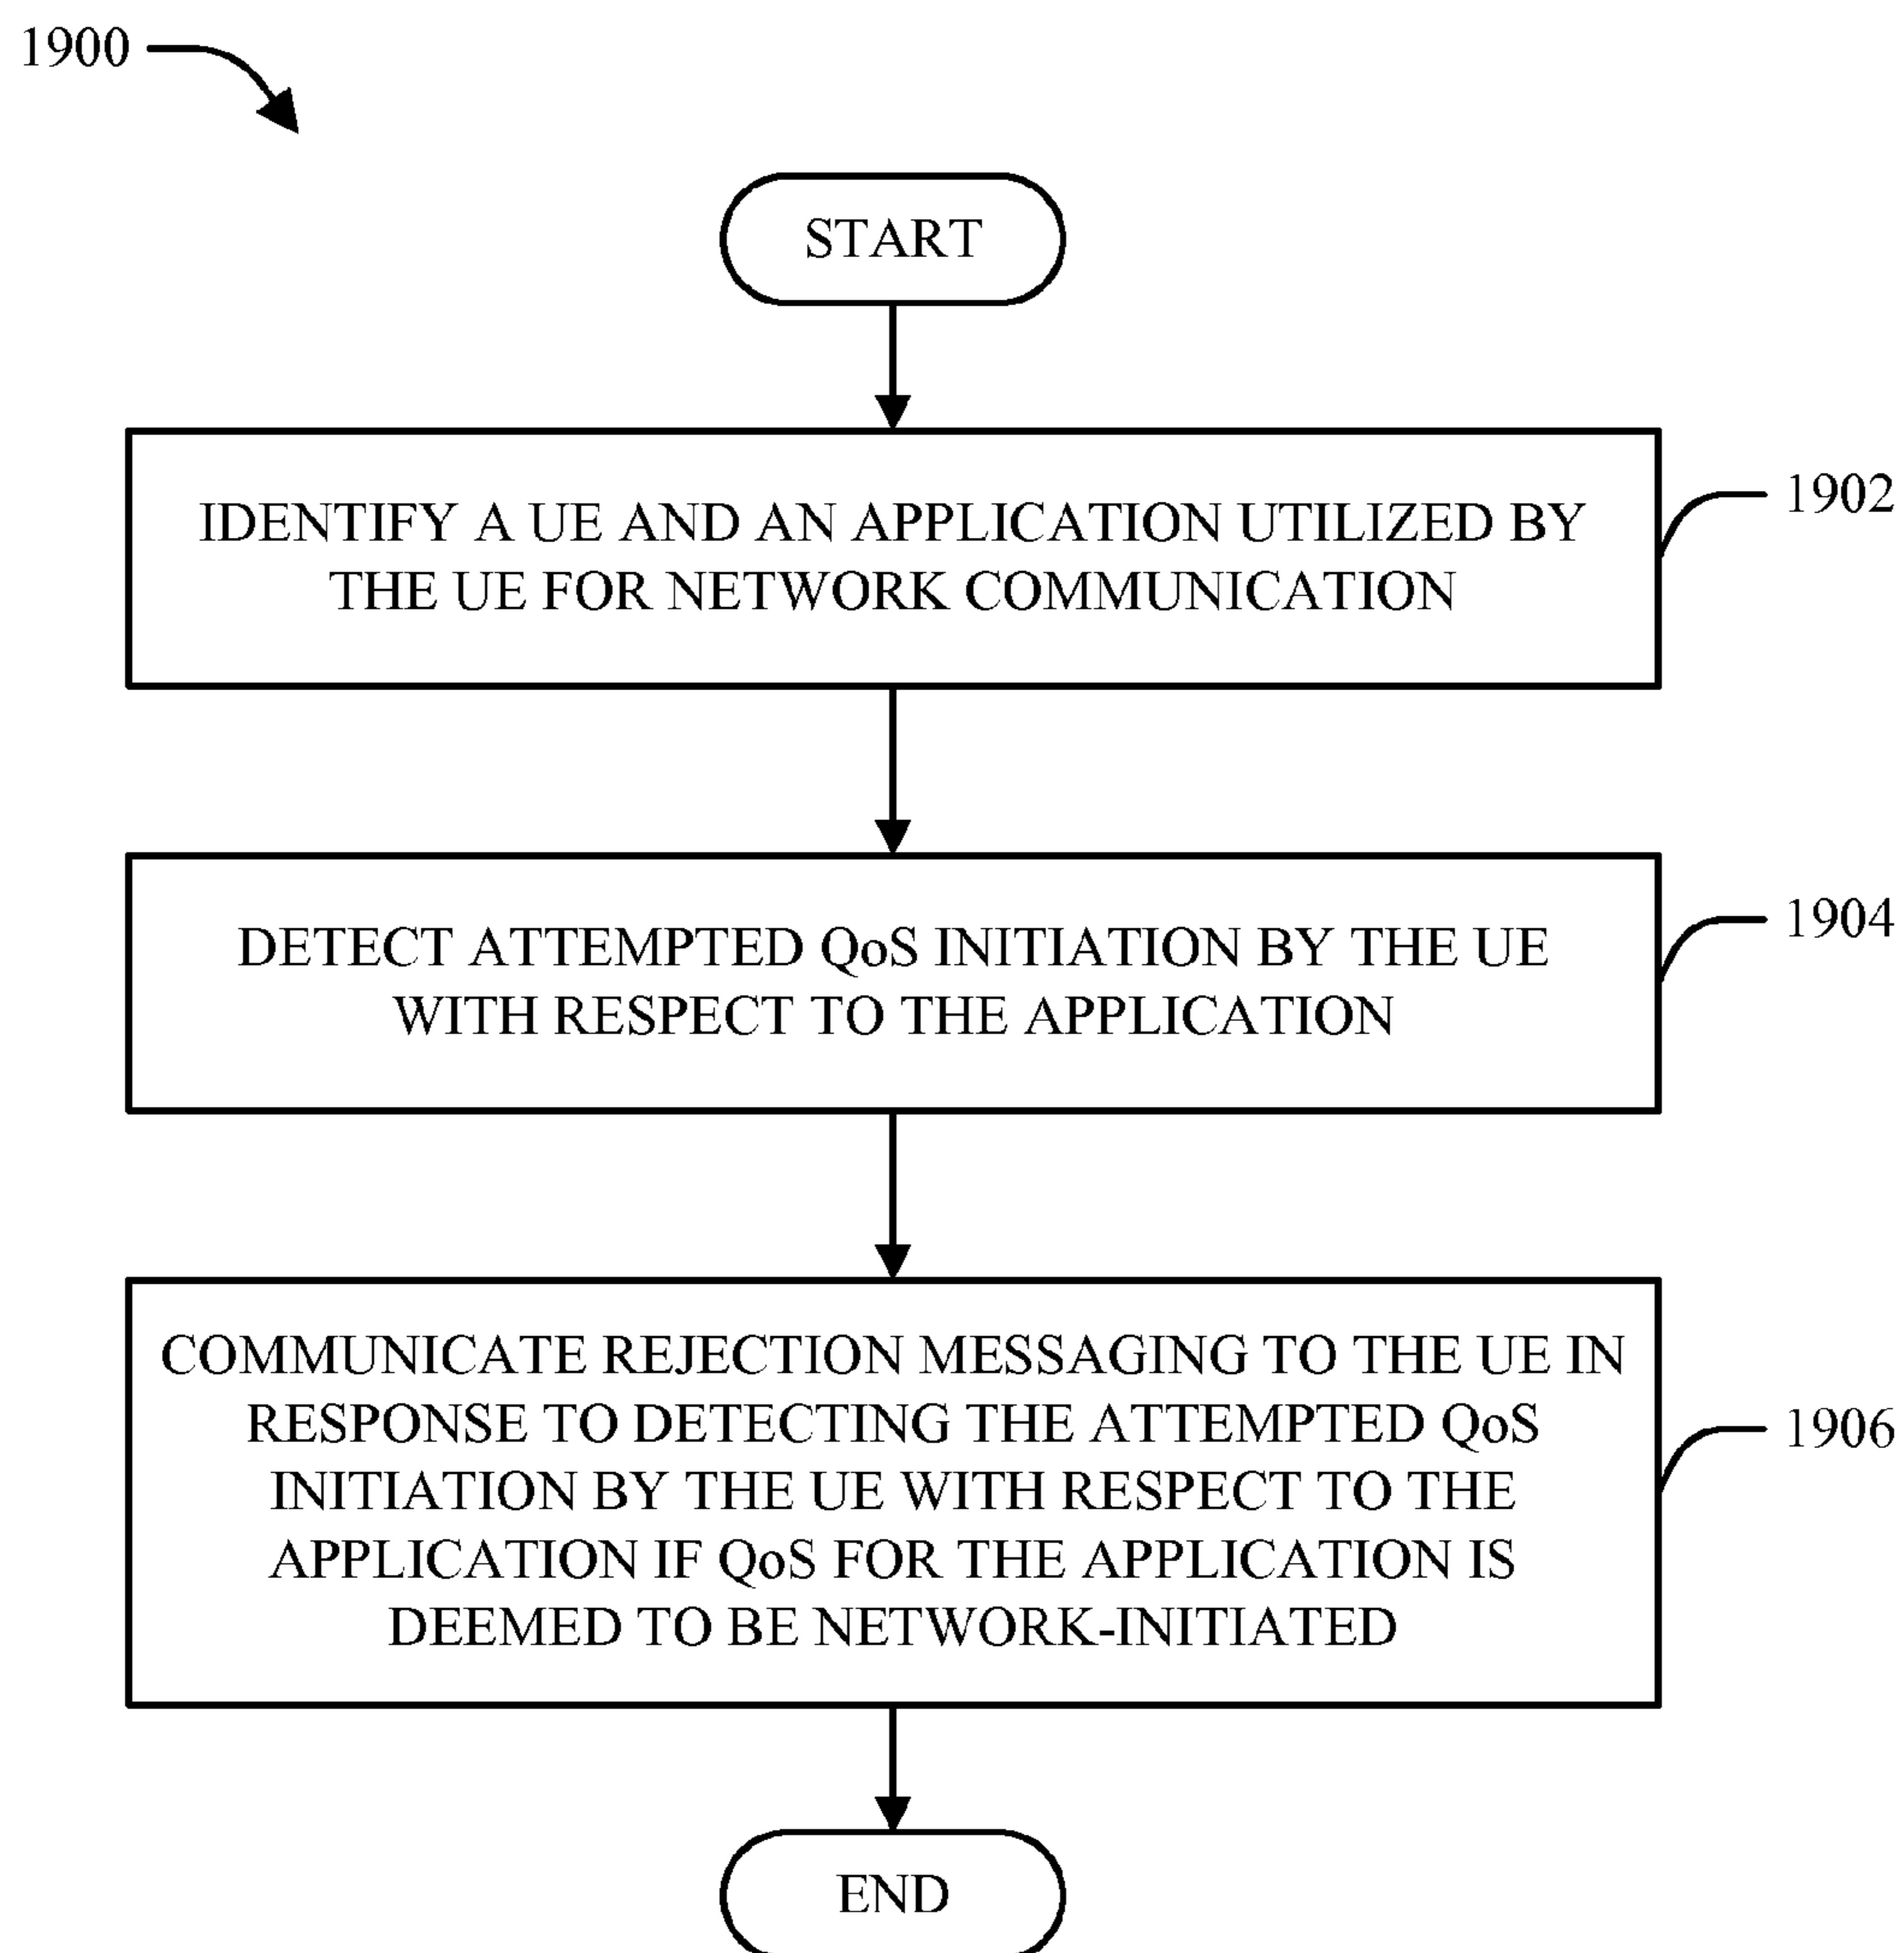 1900
START
IDENTIFY A UE AND AN APPLICATION UTILIZED BY
THE UE FOR NETWORK COMMUNICATION
1902
DETECT ATTEMPTED QoS INITIATION BY THE UE
WITH RESPECT TO THE APPLICATION
1904
COMMUNICATE REJECTION MESSAGING TO THE UE IN
RESPONSE TO DETECTING THE ATTEMPTED QoS
INITIATION BY THE UE WITH RESPECT TO THE
APPLICATION IF QoS FOR THE APPLICATION IS
DEEMED TO BE NETWORK-INITIATED
1906
END